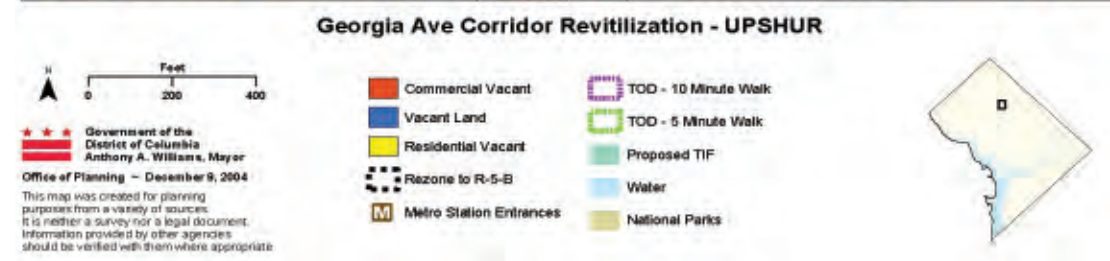 Georgia Ave Corridor Revitilization - UPSHUR
N
Feet
0 200 400
Government of the
District of Columbia
Anthony A. Williams, Mayor
Office of Planning ~ December 9, 2004
This map was created for planning
purposes from a variety of sources.
It is neither a survey nor a legal document.
Information provided by other agencies
should be verified with them where appropriate
Commercial Vacant
Vacant Land
Residential Vacant
Rezone to R-5-B
M Metro Station Entrances
TOD - 10 Minute Walk
TOD - 5 Minute Walk
Proposed TIF
Water
National Parks